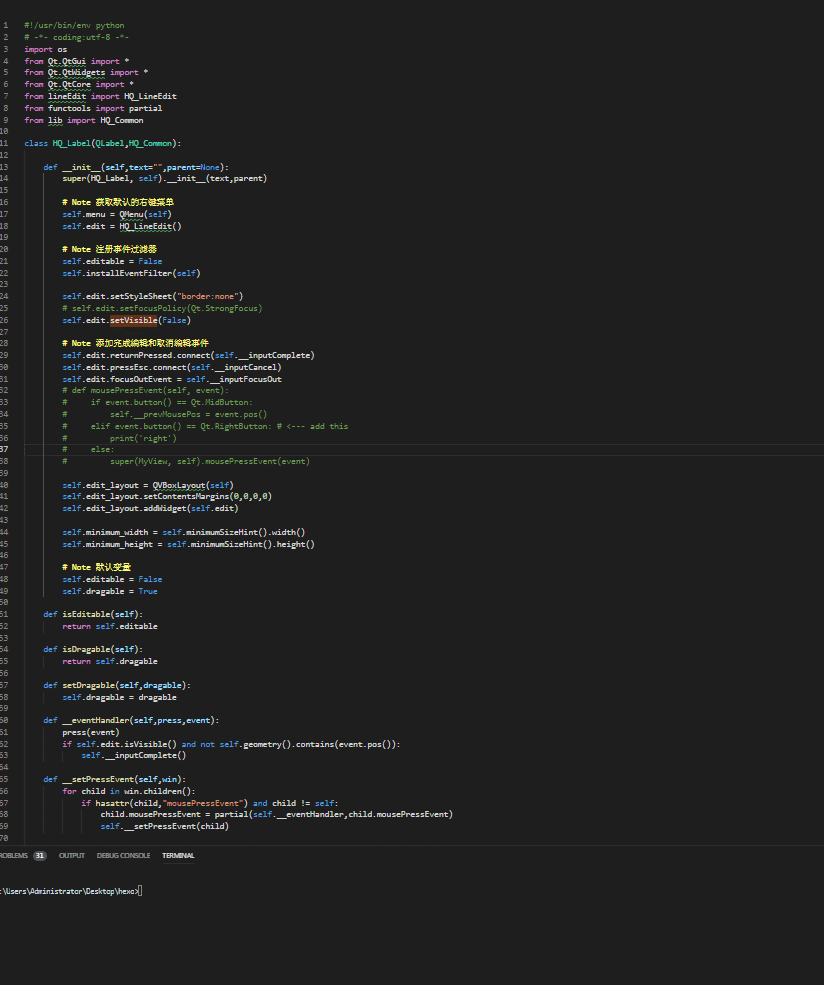 1 #!/usr/bin/env python
2 # -*- coding:utf-8 -*-
3 import os
4 from Qt.QtGui import *
5 from Qt.QtWidgets import *
6 from Qt.QtCore import *
7 from lineEdit import HQ_LineEdit
8 from functools import partial
9 from lib import HQ_Common
10
11 class HQ_Label(QLabel,HQ_Common):
12
13     def __init__(self,text="",parent=None):
14         super(HQ_Label, self).__init__(text,parent)
15
16         # Note 获取默认的右键菜单
17         self.menu = QMenu(self)
18         self.edit = HQ_LineEdit()
19
20         # Note 注册事件过滤器
21         self.editable = False
22         self.installEventFilter(self)
23
24         self.edit.setStyleSheet("border:none")
25         # self.edit.setFocusPolicy(Qt.StrongFocus)
26         self.edit.setVisible(False)
27
28         # Note 添加完成编辑和取消编辑事件
29         self.edit.returnPressed.connect(self.__inputComplete)
30         self.edit.pressEsc.connect(self.__inputCancel)
31         self.edit.focusOutEvent = self.__inputFocusOut
32         # def mousePressEvent(self, event):
33         #     if event.button() == Qt.MidButton:
34         #         self.__prevMousePos = event.pos()
35         #     elif event.button() == Qt.RightButton: # <--- add this
36         #         print('right')
37         #     else:
38         #         super(MyView, self).mousePressEvent(event)
39
40         self.edit_layout = QVBoxLayout(self)
41         self.edit_layout.setContentsMargins(0,0,0,0)
42         self.edit_layout.addWidget(self.edit)
43
44         self.minimum_width = self.minimumSizeHint().width()
45         self.minimum_height = self.minimumSizeHint().height()
46
47         # Note 默认变量
48         self.editable = False
49         self.dragable = True
50
51     def isEditable(self):
52         return self.editable
53
54     def isDragable(self):
55         return self.dragable
56
57     def setDragable(self,dragable):
58         self.dragable = dragable
59
60     def __eventHandler(self,press,event):
61         press(event)
62         if self.edit.isVisible() and not self.geometry().contains(event.pos()):
63             self.__inputComplete()
64
65     def __setPressEvent(self,win):
66         for child in win.children():
67             if hasattr(child,"mousePressEvent") and child != self:
68                 child.mousePressEvent = partial(self.__eventHandler,child.mousePressEvent)
69                 self.__setPressEvent(child)
70
ROBLEMS 31 OUTPUT DEBUG CONSOLE TERMINAL
:\Users\Administrator\Desktop\hexo>